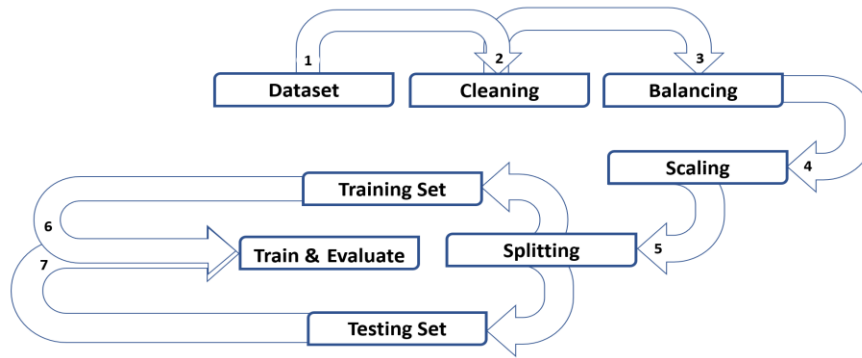 1
2
3
Dataset
Cleaning
Balancing
Scaling
4
Training Set
6
5
Train & Evaluate
Splitting
7
Testing Set